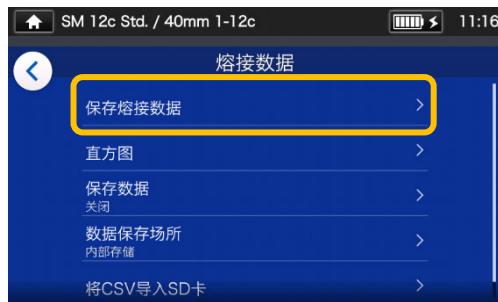 SM 12c Std. / 40mm 1-12c 11:16
熔接数据
保存熔接数据
直方图
保存数据
关闭
数据保存场所
内部存储
将CSV导入SD卡